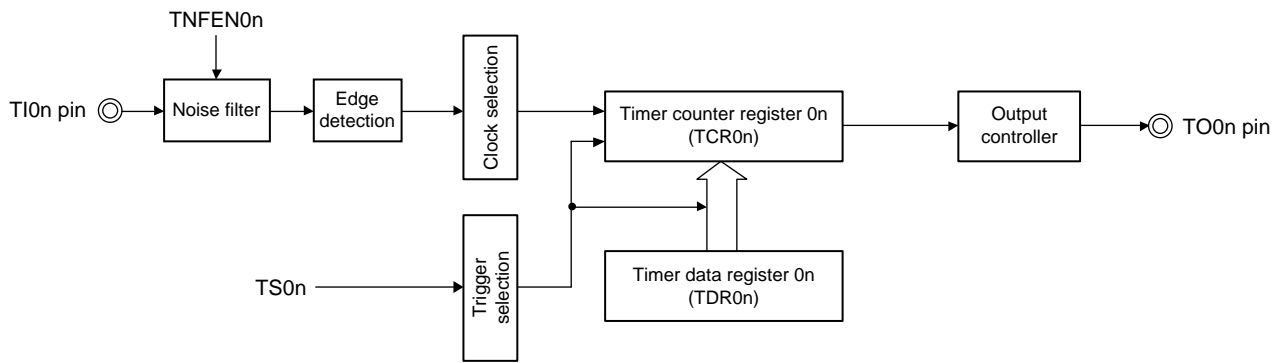 TNFEN0n
TI0n pin
Noise filter
Edge
detection
Clock selection
Timer counter register 0n
(TCR0n)
Output
controller
TO0n pin
TS0n
Trigger
selection
Timer data register 0n
(TDR0n)